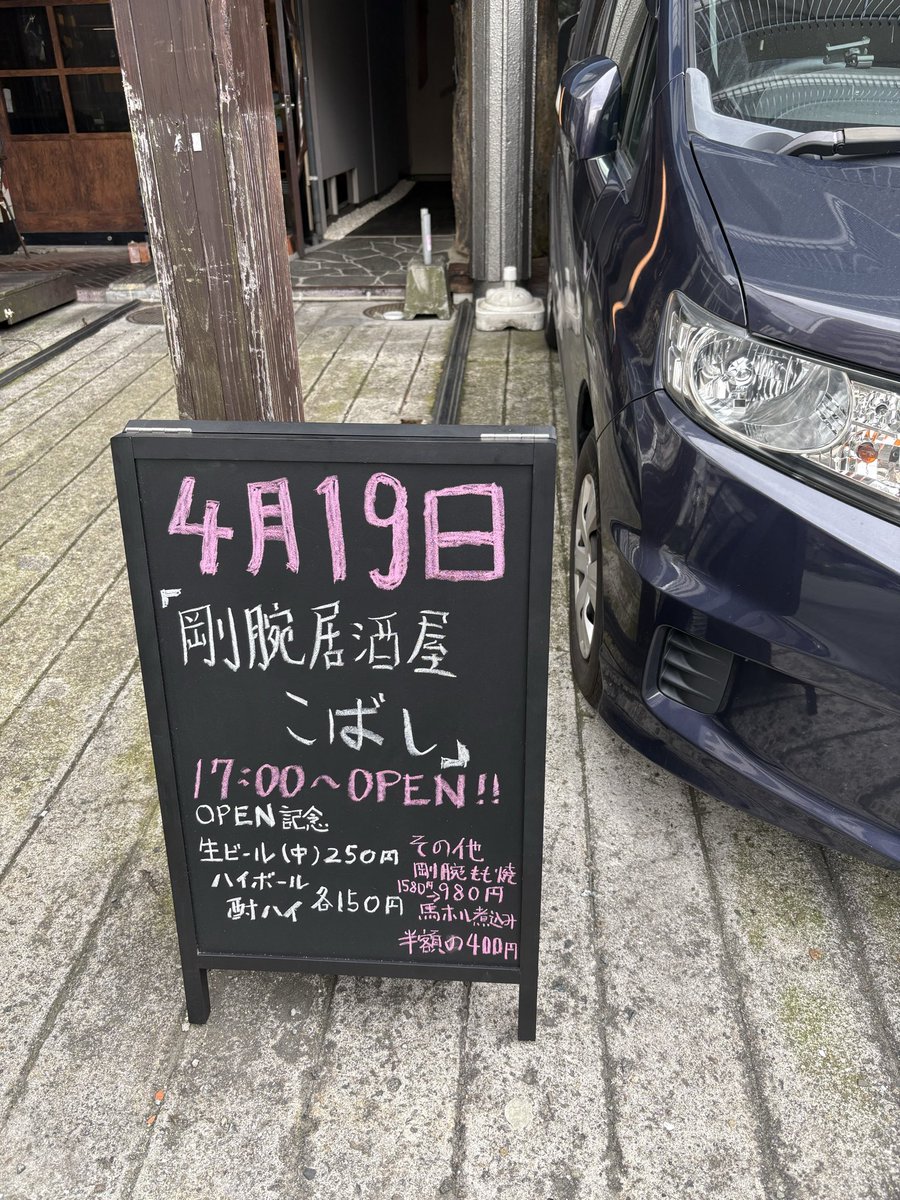 4月19日
「剛腕居酒屋
こばし」
17:00〜OPEN!!
OPEN記念
生ビール(中)250円
ハイボール
酎ハイ 各150円
その他
剛腕もも焼
1580円→980円
馬ホル煮込み
半額の400円